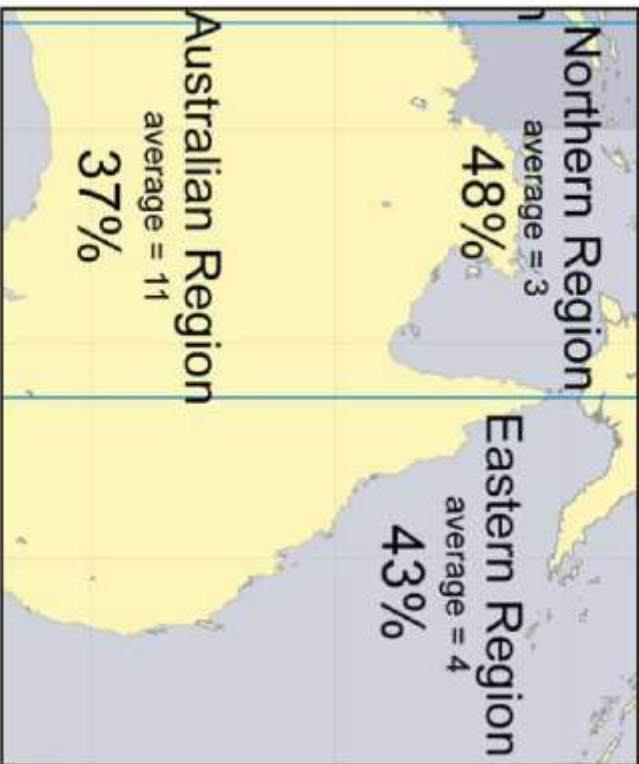 Northern Region
average = 3
48%
Eastern Region
average = 4
43%
Australian Region
average = 11
37%